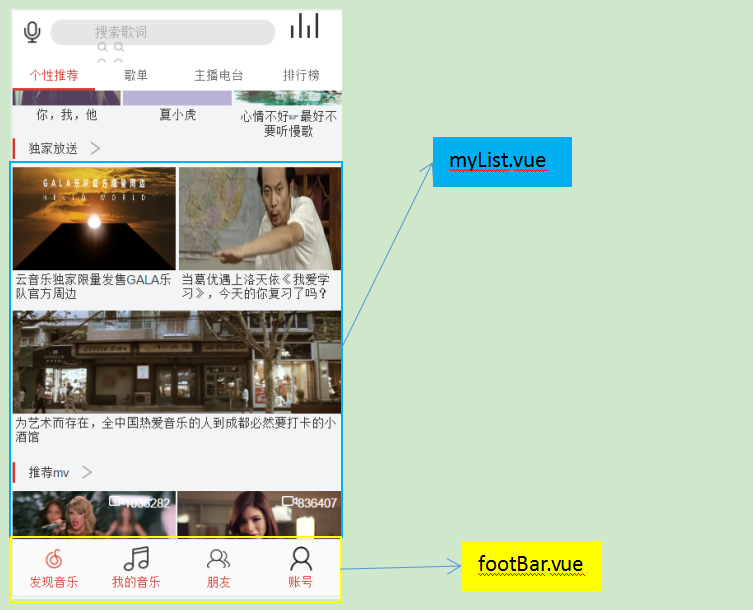 搜索歌词
个性推荐 歌单 主播电台 排行榜
你，我，他
夏小虎
心情不好☞最好不
要听慢歌
独家放送
myList.vue
GALA乐队官方限量周边
HELLO WORLD
云音乐独家限量发售GALA乐
队官方周边
当葛优遇上洛天依《我爱学
习》，今天的你复习了吗？
Little Bar
为艺术而存在，全中国热爱音乐的人到成都必然要打卡的小
酒馆
推荐mv
1036282
836407
footBar.vue
发现音乐 我的音乐 朋友 账号